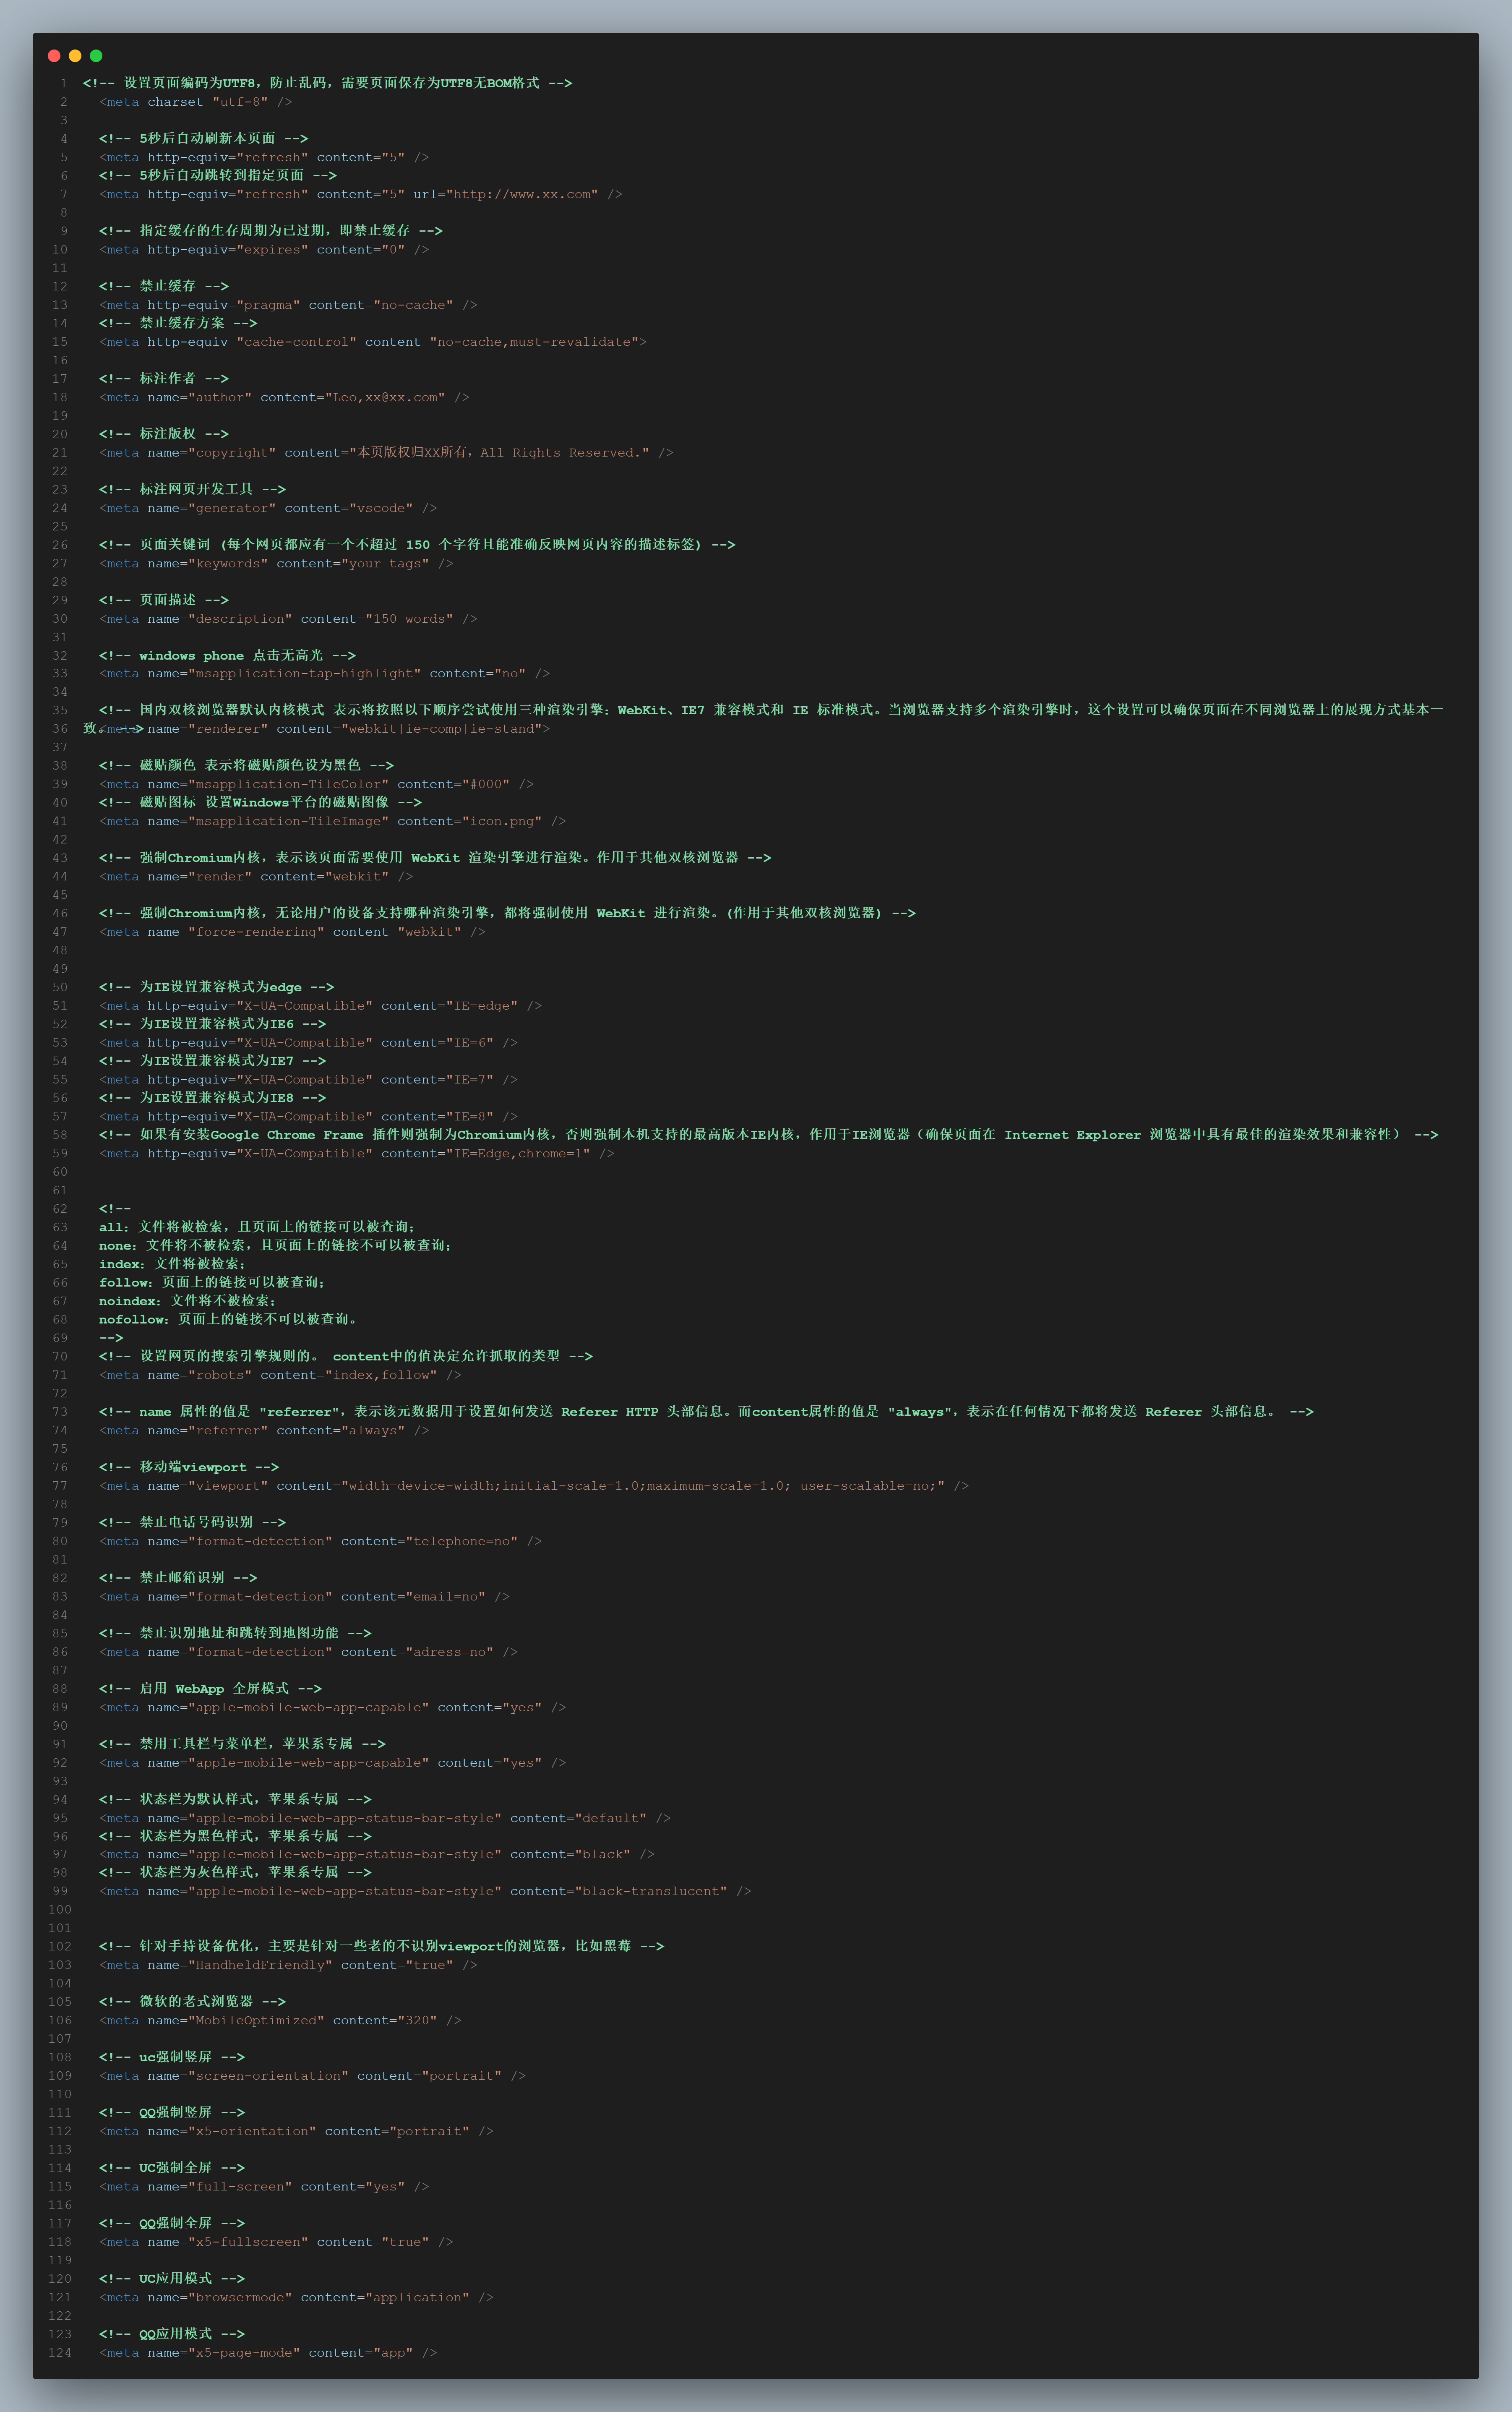 1 <!-- 设置页面编码为UTF8，防止乱码，需要页面保存为UTF8无BOM格式 -->
2 <meta charset="utf-8" />
3
4 <!-- 5秒后自动刷新本页面 -->
5 <meta http-equiv="refresh" content="5" />
6 <!-- 5秒后自动跳转到指定页面 -->
7 <meta http-equiv="refresh" content="5" url="http://www.xx.com" />
8
9 <!-- 指定缓存的生存周期为已过期，即禁止缓存 -->
10 <meta http-equiv="expires" content="0" />
11
12 <!-- 禁止缓存 -->
13 <meta http-equiv="pragma" content="no-cache" />
14 <!-- 禁止缓存方案 -->
15 <meta http-equiv="cache-control" content="no-cache,must-revalidate">
16
17 <!-- 标注作者 -->
18 <meta name="author" content="Leo,xx@xx.com" />
19
20 <!-- 标注版权 -->
21 <meta name="copyright" content="本页版权归XX所有，All Rights Reserved." />
22
23 <!-- 标注网页开发工具 -->
24 <meta name="generator" content="vscode" />
25
26 <!-- 页面关键词 (每个网页都应有一个不超过 150 个字符且能准确反映网页内容的描述标签) -->
27 <meta name="keywords" content="your tags" />
28
29 <!-- 页面描述 -->
30 <meta name="description" content="150 words" />
31
32 <!-- windows phone 点击无高光 -->
33 <meta name="msapplication-tap-highlight" content="no" />
34
35 <!-- 国内双核浏览器默认内核模式 表示将按照以下顺序尝试使用三种渲染引擎：WebKit、IE7 兼容模式和 IE 标准模式。当浏览器支持多个渲染引擎时，这个设置可以确保页面在不同浏览器上的展现方式基本一
致。 -->
36 <meta name="renderer" content="webkit|ie-comp|ie-stand">
37
38 <!-- 磁贴颜色 表示将磁贴颜色设为黑色 -->
39 <meta name="msapplication-TileColor" content="#000" />
40 <!-- 磁贴图标 设置Windows平台的磁贴图像 -->
41 <meta name="msapplication-TileImage" content="icon.png" />
42
43 <!-- 强制Chromium内核，表示该页面需要使用 WebKit 渲染引擎进行渲染。作用于其他双核浏览器 -->
44 <meta name="render" content="webkit" />
45
46 <!-- 强制Chromium内核，无论用户的设备支持哪种渲染引擎，都将强制使用 WebKit 进行渲染。(作用于其他双核浏览器) -->
47 <meta name="force-rendering" content="webkit" />
48
49
50 <!-- 为IE设置兼容模式为edge -->
51 <meta http-equiv="X-UA-Compatible" content="IE=edge" />
52 <!-- 为IE设置兼容模式为IE6 -->
53 <meta http-equiv="X-UA-Compatible" content="IE=6" />
54 <!-- 为IE设置兼容模式为IE7 -->
55 <meta http-equiv="X-UA-Compatible" content="IE=7" />
56 <!-- 为IE设置兼容模式为IE8 -->
57 <meta http-equiv="X-UA-Compatible" content="IE=8" />
58 <!-- 如果有安装Google Chrome Frame 插件则强制为Chromium内核，否则强制本机支持的最高版本IE内核，作用于IE浏览器（确保页面在 Internet Explorer 浏览器中具有最佳的渲染效果和兼容性） -->
59 <meta http-equiv="X-UA-Compatible" content="IE=Edge,chrome=1" />
60
61
62 <!--
63 all：文件将被检索，且页面上的链接可以被查询；
64 none：文件将不被检索，且页面上的链接不可以被查询；
65 index：文件将被检索；
66 follow：页面上的链接可以被查询；
67 noindex：文件将不被检索；
68 nofollow：页面上的链接不可以被查询。
69 -->
70 <!-- 设置网页的搜索引擎规则的。 content中的值决定允许抓取的类型 -->
71 <meta name="robots" content="index,follow" />
72
73 <!-- name 属性的值是 "referrer"，表示该元数据用于设置如何发送 Referer HTTP 头部信息。而content属性的值是 "always"，表示在任何情况下都将发送 Referer 头部信息。 -->
74 <meta name="referrer" content="always" />
75
76 <!-- 移动端viewport -->
77 <meta name="viewport" content="width=device-width;initial-scale=1.0;maximum-scale=1.0; user-scalable=no;" />
78
79 <!-- 禁止电话号码识别 -->
80 <meta name="format-detection" content="telephone=no" />
81
82 <!-- 禁止邮箱识别 -->
83 <meta name="format-detection" content="email=no" />
84
85 <!-- 禁止识别地址和跳转到地图功能 -->
86 <meta name="format-detection" content="adress=no" />
87
88 <!-- 启用 WebApp 全屏模式 -->
89 <meta name="apple-mobile-web-app-capable" content="yes" />
90
91 <!-- 禁用工具栏与菜单栏，苹果系专属 -->
92 <meta name="apple-mobile-web-app-capable" content="yes" />
93
94 <!-- 状态栏为默认样式，苹果系专属 -->
95 <meta name="apple-mobile-web-app-status-bar-style" content="default" />
96 <!-- 状态栏为黑色样式，苹果系专属 -->
97 <meta name="apple-mobile-web-app-status-bar-style" content="black" />
98 <!-- 状态栏为灰色样式，苹果系专属 -->
99 <meta name="apple-mobile-web-app-status-bar-style" content="black-translucent" />
100
101
102 <!-- 针对手持设备优化，主要是针对一些老的不识别viewport的浏览器，比如黑莓 -->
103 <meta name="HandheldFriendly" content="true" />
104
105 <!-- 微软的老式浏览器 -->
106 <meta name="MobileOptimized" content="320" />
107
108 <!-- uc强制竖屏 -->
109 <meta name="screen-orientation" content="portrait" />
110
111 <!-- QQ强制竖屏 -->
112 <meta name="x5-orientation" content="portrait" />
113
114 <!-- UC强制全屏 -->
115 <meta name="full-screen" content="yes" />
116
117 <!-- QQ强制全屏 -->
118 <meta name="x5-fullscreen" content="true" />
119
120 <!-- UC应用模式 -->
121 <meta name="browsermode" content="application" />
122
123 <!-- QQ应用模式 -->
124 <meta name="x5-page-mode" content="app" />